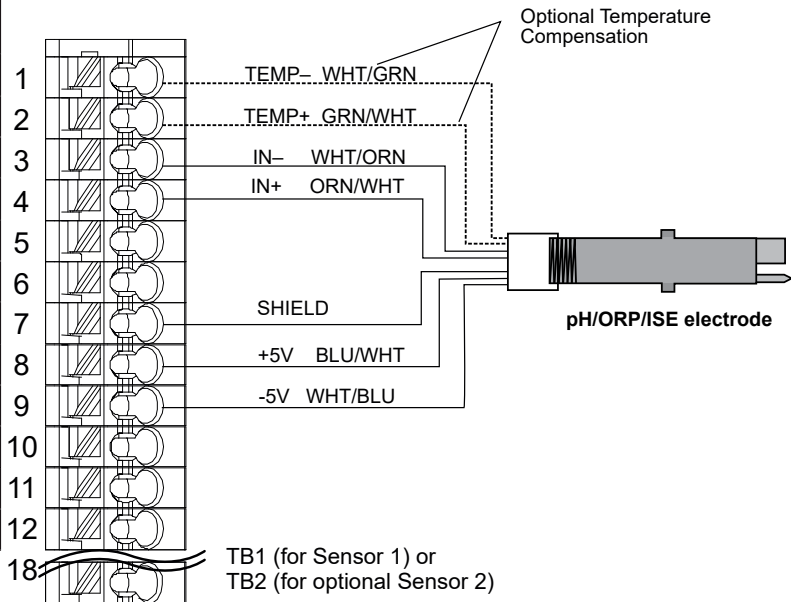 Optional Temperature
Compensation
1 TEMP– WHT/GRN
2 TEMP+ GRN/WHT
3 IN– WHT/ORN
4 IN+ ORN/WHT
5
6
7 SHIELD
8 +5V BLU/WHT
9 -5V WHT/BLU
10
11
12
18
pH/ORP/ISE electrode
TB1 (for Sensor 1) or
TB2 (for optional Sensor 2)